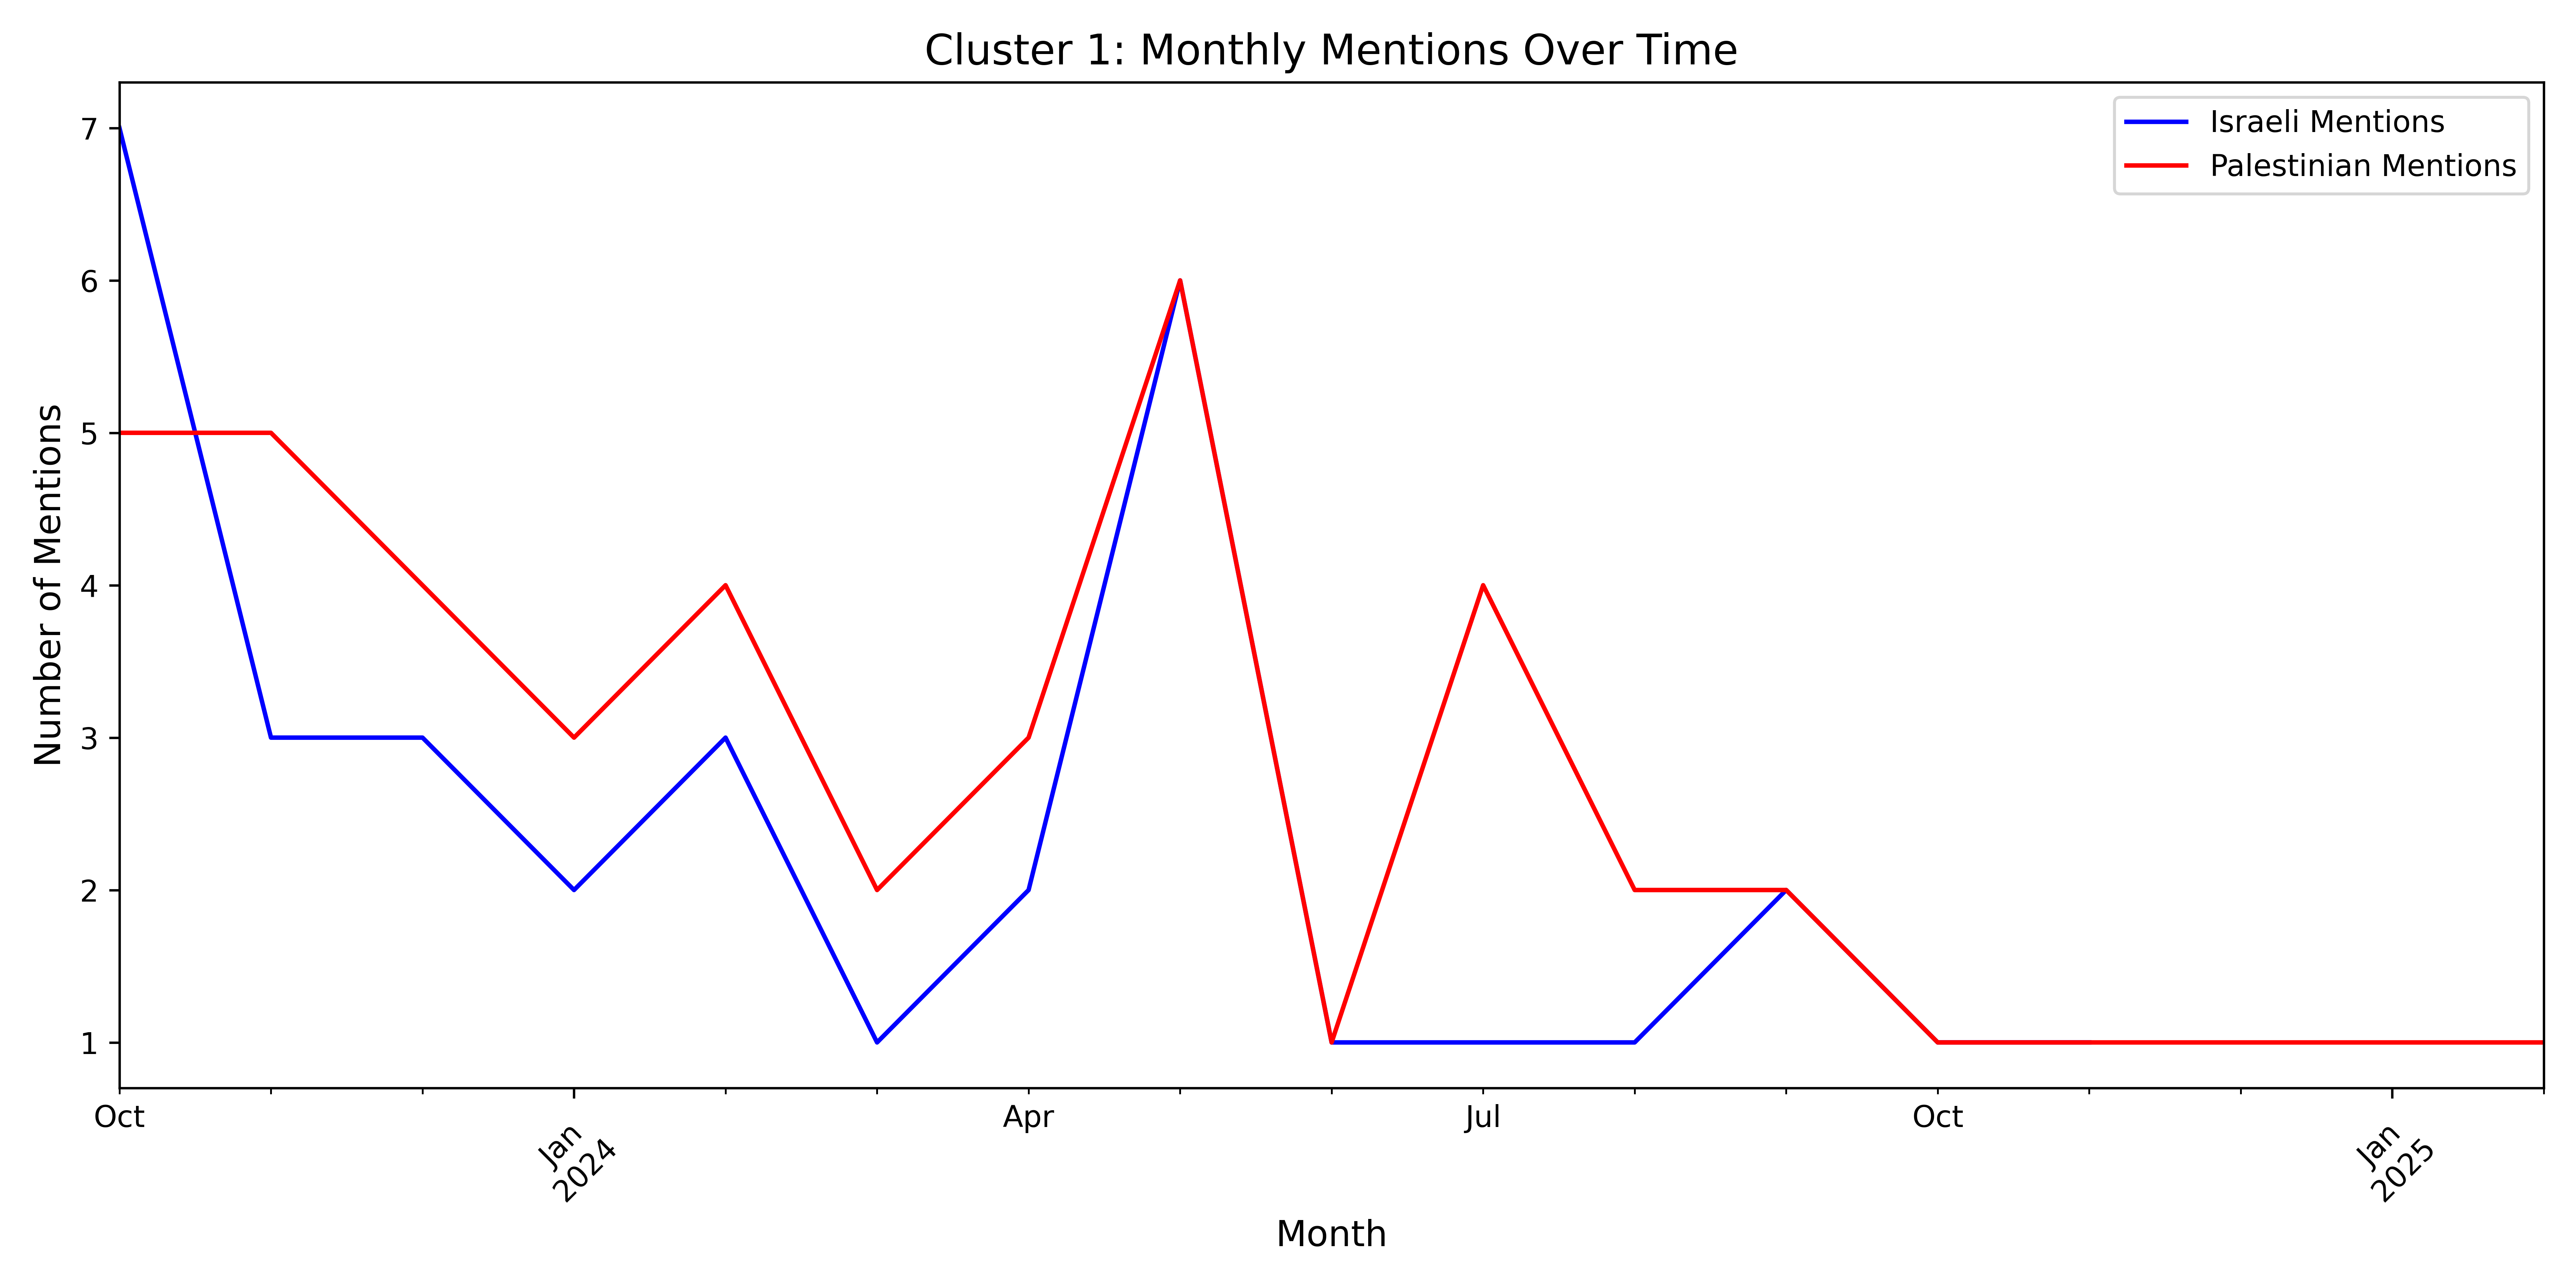 Cluster 1: Monthly Mentions Over Time
Israeli Mentions
Palestinian Mentions
Number of Mentions
7
6
5
4
3
2
1
Oct
Jan
2024
Apr
Jul
Oct
Jan
2025
Month